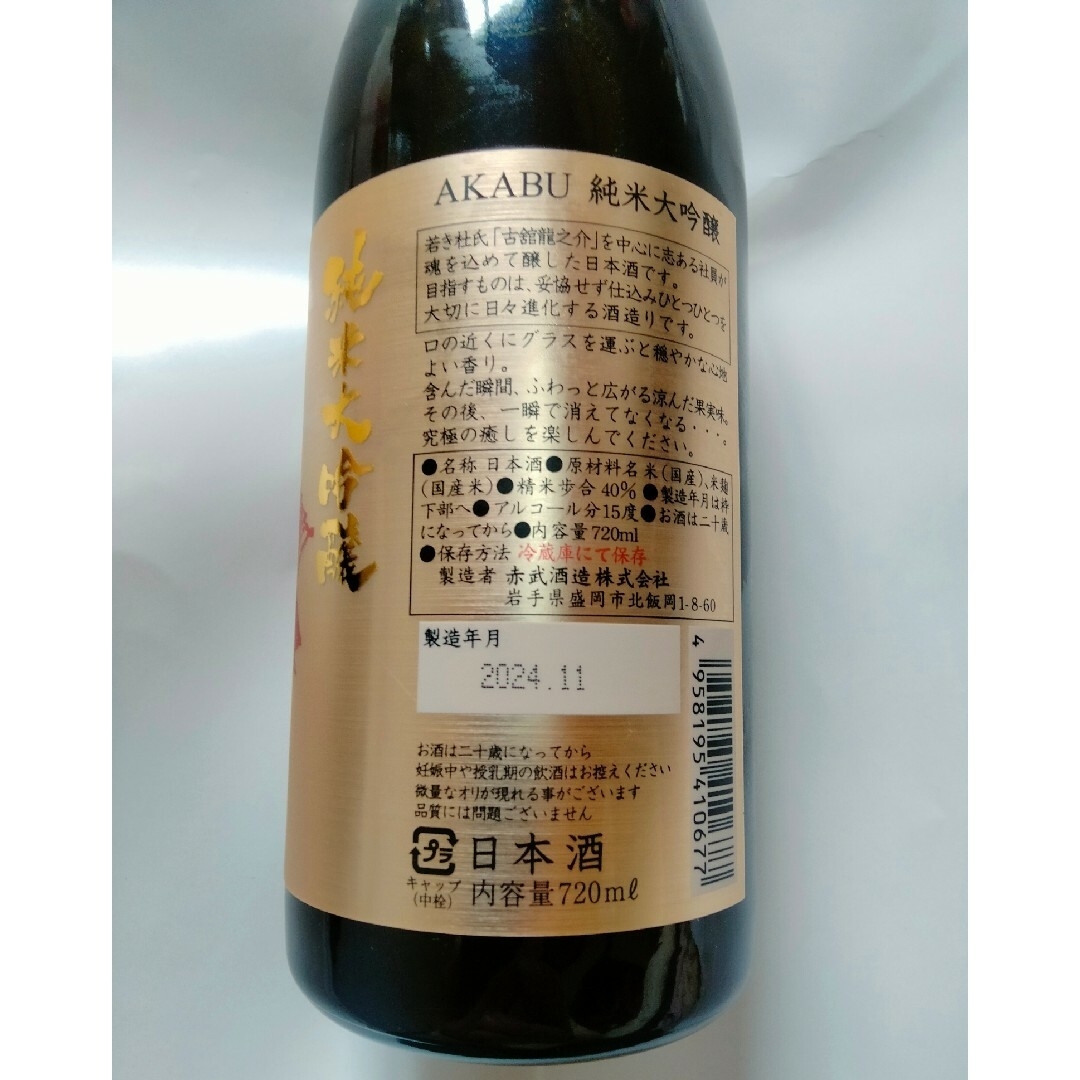 AKABU 純米大吟醸
若き杜氏「古舘龍之介」を中心に志ある社員が
魂を込めて醸した日本酒です。
目指すものは、妥協せず仕込みひとつひとつを
大切に日々進化する酒造りです。
口の近くにグラスを運ぶと穏やかな心地
よい香り。
含んだ瞬間、ふわっと広がる涼んだ果実味。
その後、一瞬で消えてなくなる・・・。
究極の癒しを楽しんでください。
●名称 日本酒●原材料名 米(国産)、米麹
(国産米)●精米歩合 40% ●製造年月は枠
下部へ●アルコール分15度●お酒は二十歳
になってから●内容量720ml
●保存方法 冷蔵庫にて保存
製造者 赤武酒造株式会社
岩手県盛岡市北飯岡1-8-60
製造年月
2024.11
お酒は二十歳になってから
妊娠中や授乳期の飲酒はお控えください
微量なオリが現れる事がございます
品質には問題ございません
プラ
日本酒
キャップ
(中栓)
内容量720mℓ
4958195410677
純米大吟醸